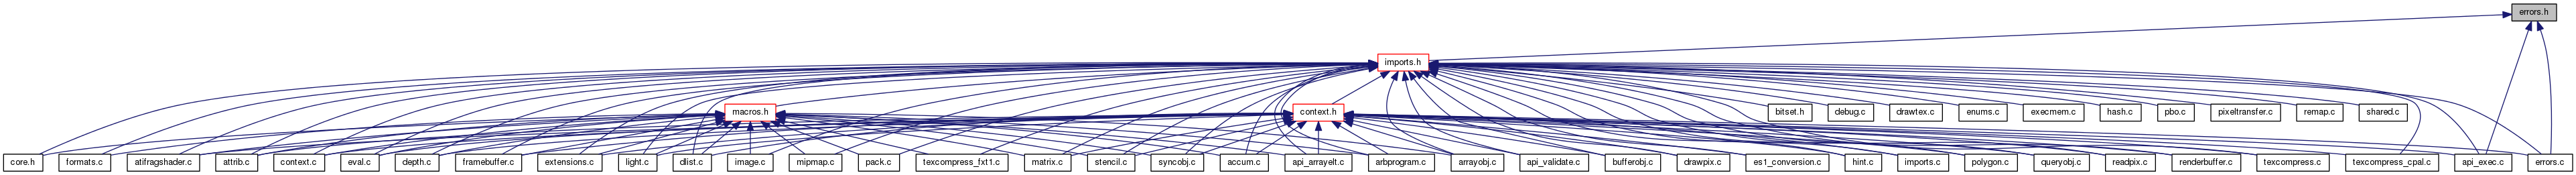 errors.h
imports.h
macros.h
context.h
bitset.h
debug.c
drawtex.c
enums.c
execmem.c
hash.c
pbo.c
pixeltransfer.c
remap.c
shared.c
core.h
formats.c
atifragshader.c
attrib.c
context.c
eval.c
depth.c
framebuffer.c
extensions.c
light.c
dlist.c
image.c
mipmap.c
pack.c
texcompress_fxt1.c
matrix.c
stencil.c
syncobj.c
accum.c
api_arrayelt.c
arbprogram.c
arrayobj.c
api_validate.c
bufferobj.c
drawpix.c
es1_conversion.c
hint.c
imports.c
polygon.c
queryobj.c
readpix.c
renderbuffer.c
texcompress.c
texcompress_cpal.c
api_exec.c
errors.c